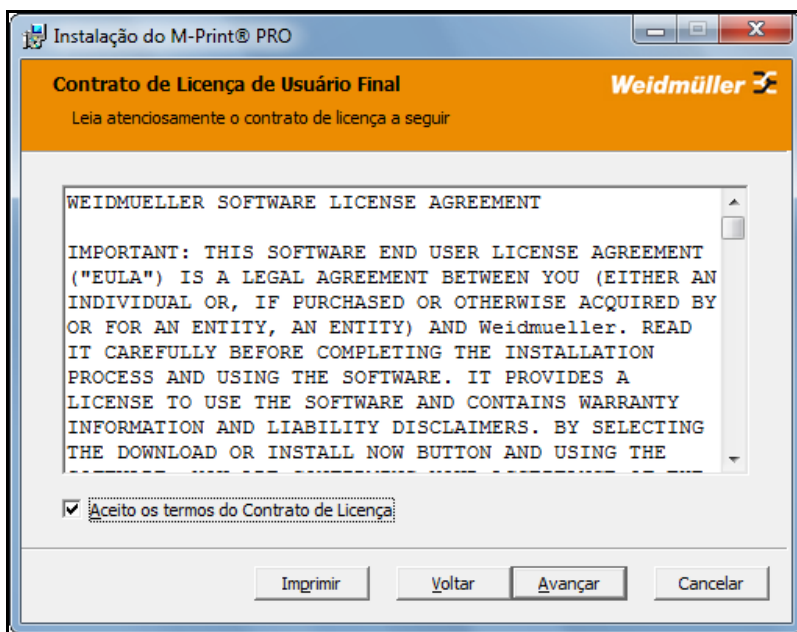 Instalação do M-Print® PRO
Contrato de Licença de Usuário Final
Weidmüller
Leia atenciosamente o contrato de licença a seguir
WEIDMUELLER SOFTWARE LICENSE AGREEMENT
IMPORTANT: THIS SOFTWARE END USER LICENSE AGREEMENT
("EULA") IS A LEGAL AGREEMENT BETWEEN YOU (EITHER AN
INDIVIDUAL OR, IF PURCHASED OR OTHERWISE ACQUIRED BY
OR FOR AN ENTITY, AN ENTITY) AND Weidmueller. READ
IT CAREFULLY BEFORE COMPLETING THE INSTALLATION
PROCESS AND USING THE SOFTWARE. IT PROVIDES A
LICENSE TO USE THE SOFTWARE AND CONTAINS WARRANTY
INFORMATION AND LIABILITY DISCLAIMERS. BY SELECTING
THE DOWNLOAD OR INSTALL NOW BUTTON AND USING THE
Aceito os termos do Contrato de Licença
Imprimir Voltar Avançar Cancelar